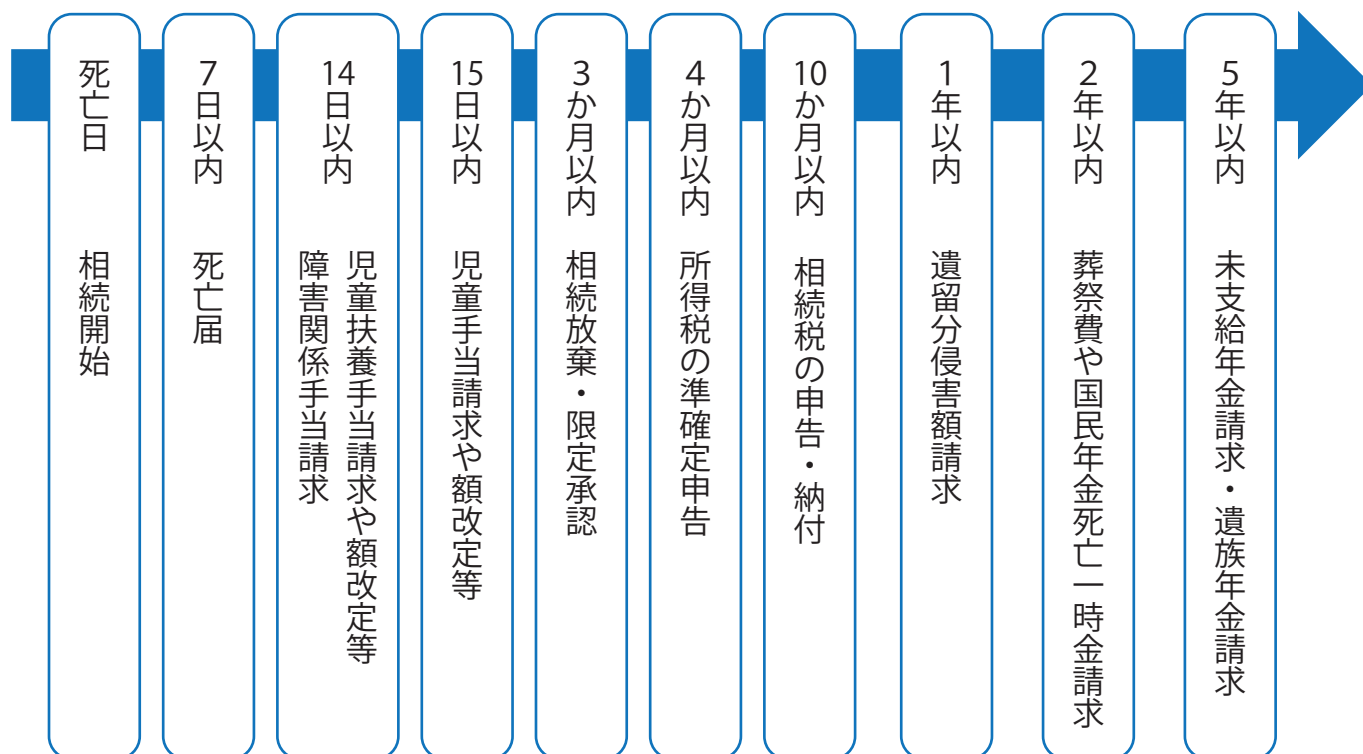 死亡日 相続開始
7日以内 死亡届
14日以内 児童扶養手当請求や額改定等
障害関係手当請求
15日以内 児童手当請求や額改定等
3か月以内 相続放棄・限定承認
4か月以内 所得税の準確定申告
10か月以内 相続税の申告・納付
1年以内 遺留分侵害額請求
2年以内 葬祭費や国民年金死亡一時金請求
5年以内 未支給年金請求・遺族年金請求